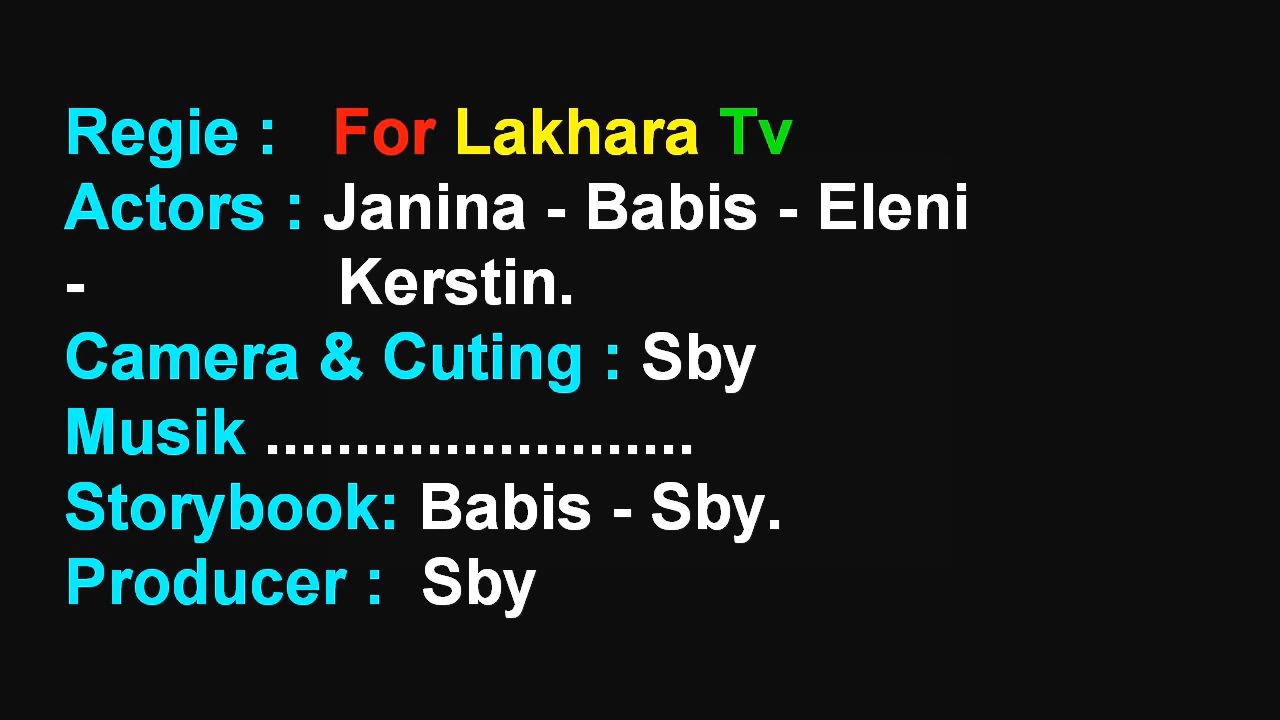 Regie : For Lakhara Tv
Actors : Janina - Babis - Eleni
- Kerstin.
Camera & Cuting : Sby
Musik ........................
Storybook: Babis - Sby.
Producer : Sby